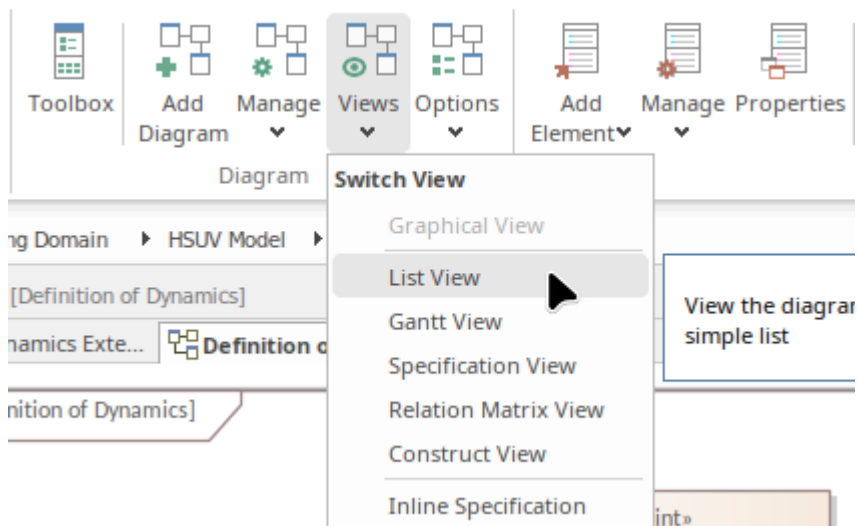 Toolbox
Add Diagram
Manage
Views
Options
Add Element
Manage
Properties
Diagram
Switch View
Graphical View
ng Domain
HSUV Model
List View
[Definition of Dynamics]
View the diagram
simple list
Gantt View
namics Exte...
Definition o
Specification View
Relation Matrix View
nition of Dynamics]
Construct View
Inline Specification
int»